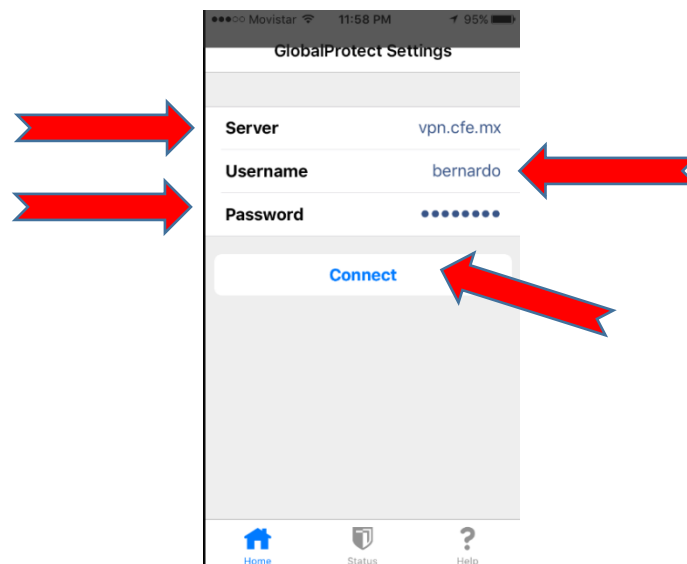 ●●●○○ Movistar 11:58 PM 95%
GlobalProtect Settings
Server vpn.cfe.mx
Username bernardo
Password ●●●●●●●●
Connect
Home Status Help